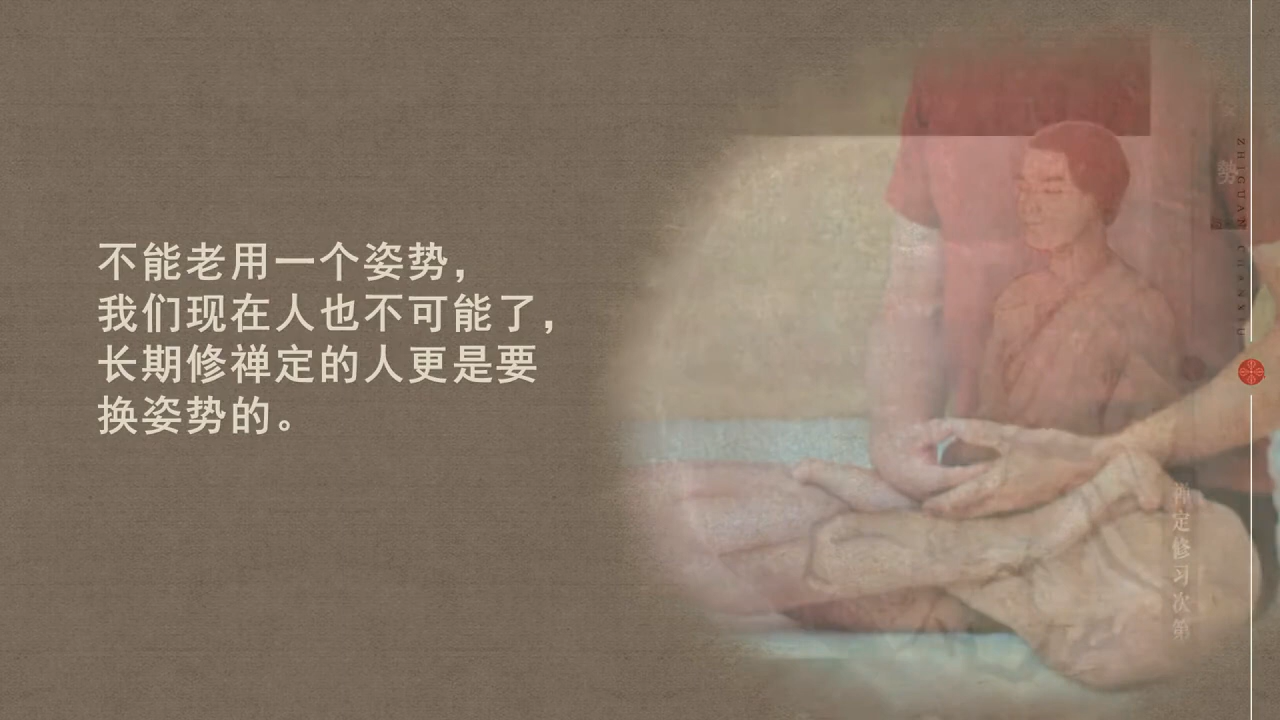 不能老用一个姿势，
我们现在人也不可能了，
长期修禅定的人更是要
换姿势的。
势
ZHIGUAN CHANXIU
禅定修习次第